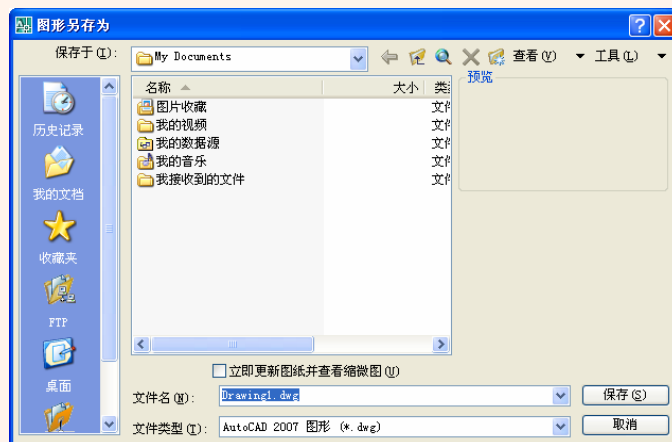 图形另存为
保存于(I): My Documents 查看(V) 工具(L)
名称 大小 类
预览
图片收藏 文件
我的视频 文件
我的数据源 文件
我的音乐 文件
我接收到的文件 文件
历史记录
我的文档
收藏夹
FTP
桌面
立即更新图纸并查看缩微图(U)
文件名(N): Drawing1.dwg 保存(S)
文件类型(T): AutoCAD 2007 图形 (*.dwg) 取消